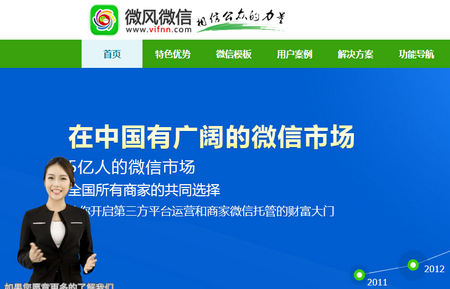 微风微信
www.vifnn.com
相信公众的力量
首页 特色优势 微信模板 用户案例 解决方案 功能导航
在中国有广阔的微信市场
5亿人的微信市场
全国所有商家的共同选择
你开启第三方平台运营和商家微信托管的财富大门
2011
2012
如果您愿意更多的了解我们